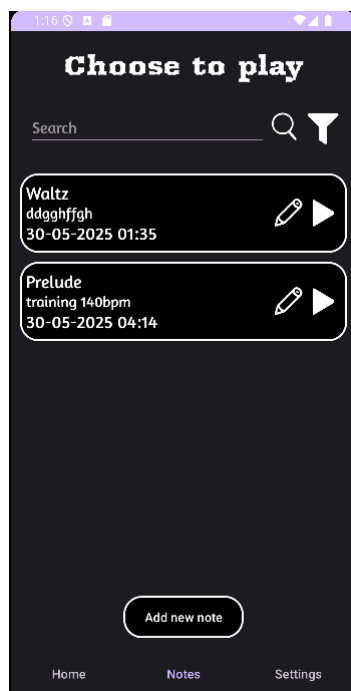 1:16
Choose to play
Search
Waltz
ddgghffgh
30-05-2025 01:35
Prelude
training 140bpm
30-05-2025 04:14
Add new note
Home Notes Settings